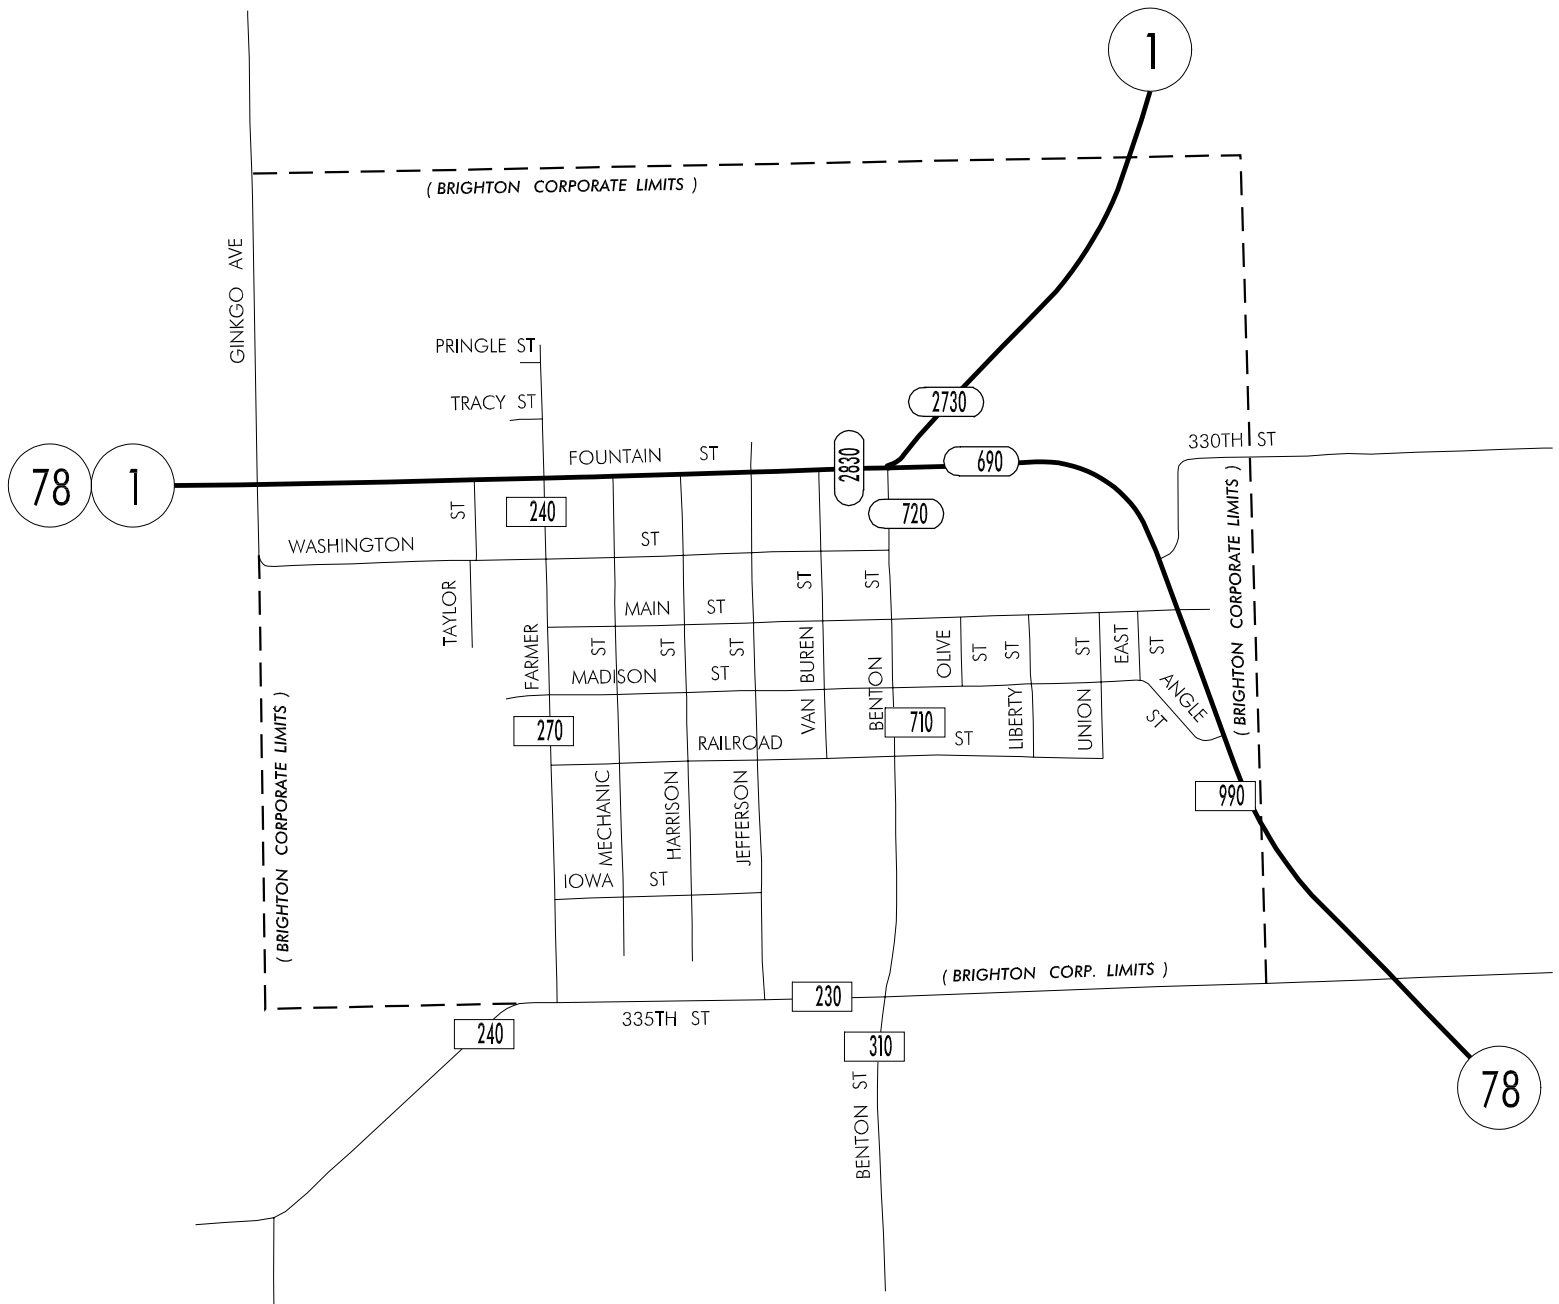 1
( BRIGHTON CORPORATE LIMITS )
GINKGO AVE
PRINGLE ST
TRACY ST
2730
FOUNTAIN ST
2830
690
330TH ST
78
1
240
720
ST
WASHINGTON ST
( BRIGHTON CORPORATE LIMITS )
TAYLOR
MAIN ST
ST
ST
FARMER
ST
ST
ST
VAN BUREN
BENTON
OLIVE
ST
ST
ST
EAST
ST
MADISON ST
ANGLE
ST
( BRIGHTON CORPORATE LIMITS )
270
710
LIBERTY
UNION
RAILROAD ST
MECHANIC
HARRISON
JEFFERSON
990
IOWA ST
( BRIGHTON CORP. LIMITS )
230
335TH ST
240
310
BENTON ST
78